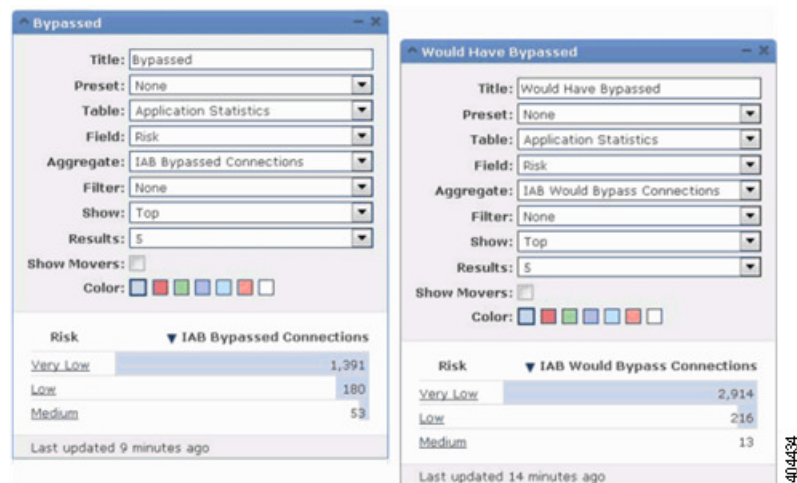 Bypassed
Title: Bypassed
Preset: None
Table: Application Statistics
Field: Risk
Aggregate: IAB Bypassed Connections
Filter: None
Show: Top
Results: 5
Show Movers:
Color:
Risk IAB Bypassed Connections
Very Low 1,391
Low 180
Medium 53
Last updated 9 minutes ago
Would Have Bypassed
Title: Would Have Bypassed
Preset: None
Table: Application Statistics
Field: Risk
Aggregate: IAB Would Bypass Connections
Filter: None
Show: Top
Results: 5
Show Movers:
Color:
Risk IAB Would Bypass Connections
Very Low 2,914
Low 216
Medium 13
Last updated 14 minutes ago
404434